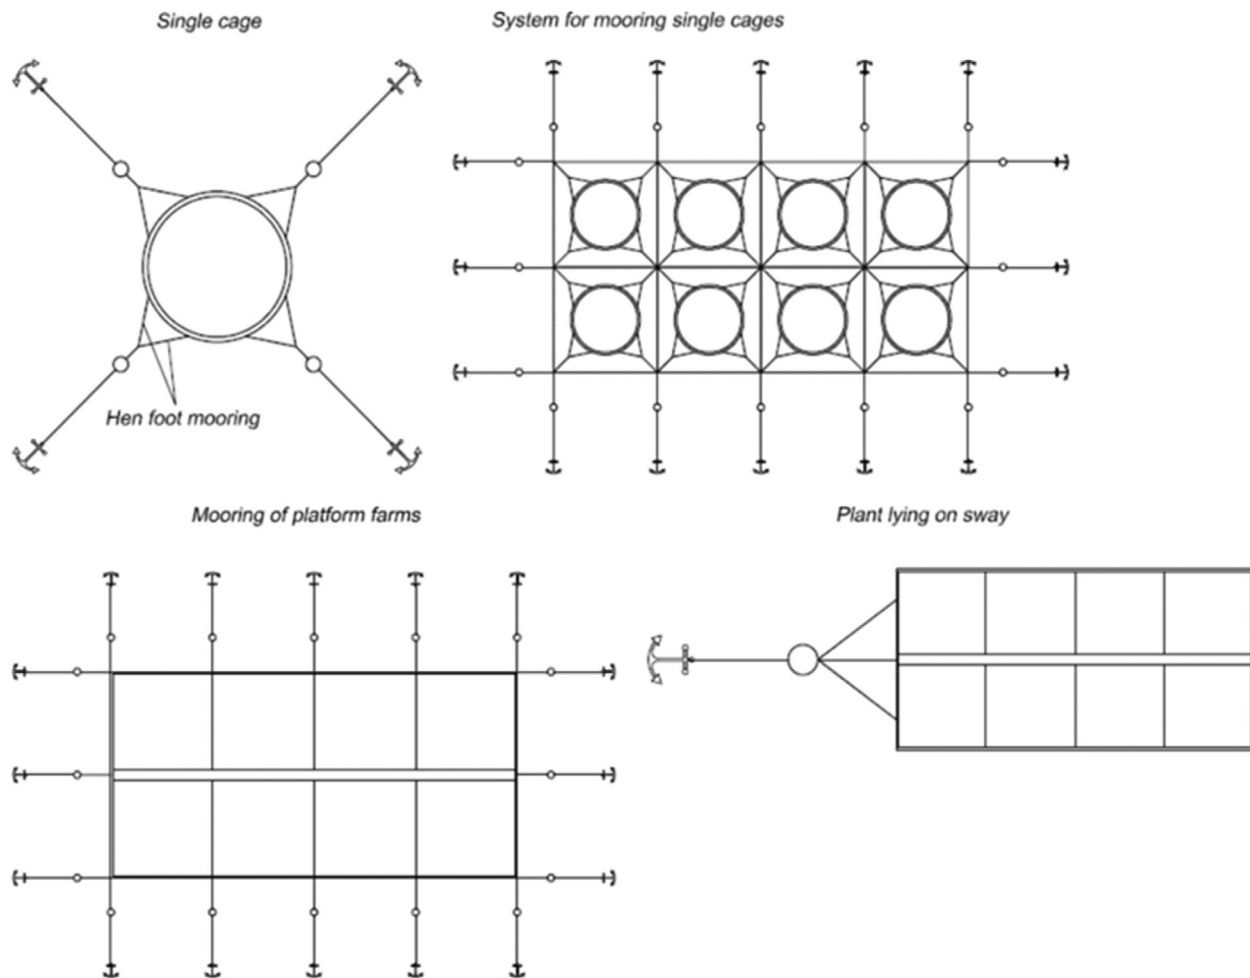 Single cage
System for mooring single cages
Hen foot mooring
Mooring of platform farms
Plant lying on sway